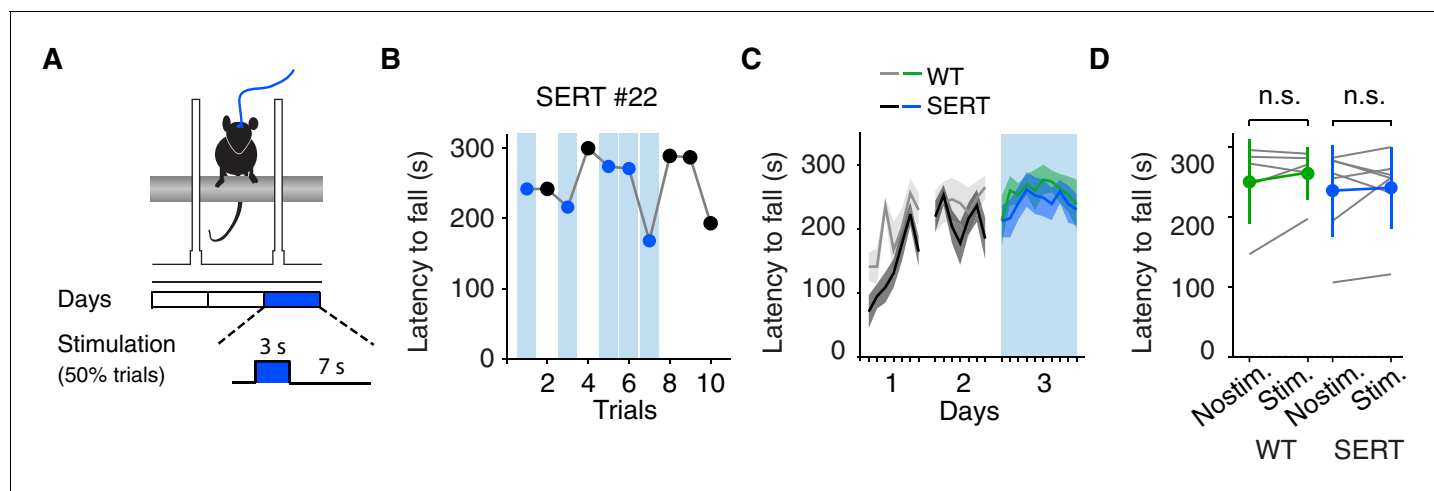 A
Days
Stimulation
(50% trials)
3 s
7 s
B
SERT #22
Latency to fall (s)
300
200
100
0
2 4 6 8 10
Trials
C
WT
SERT
Latency to fall (s)
300
200
100
0
1 2 3
Days
D
n.s. n.s.
Latency to fall (s)
300
200
100
0
Nostim. Stim. Nostim. Stim.
WT SERT